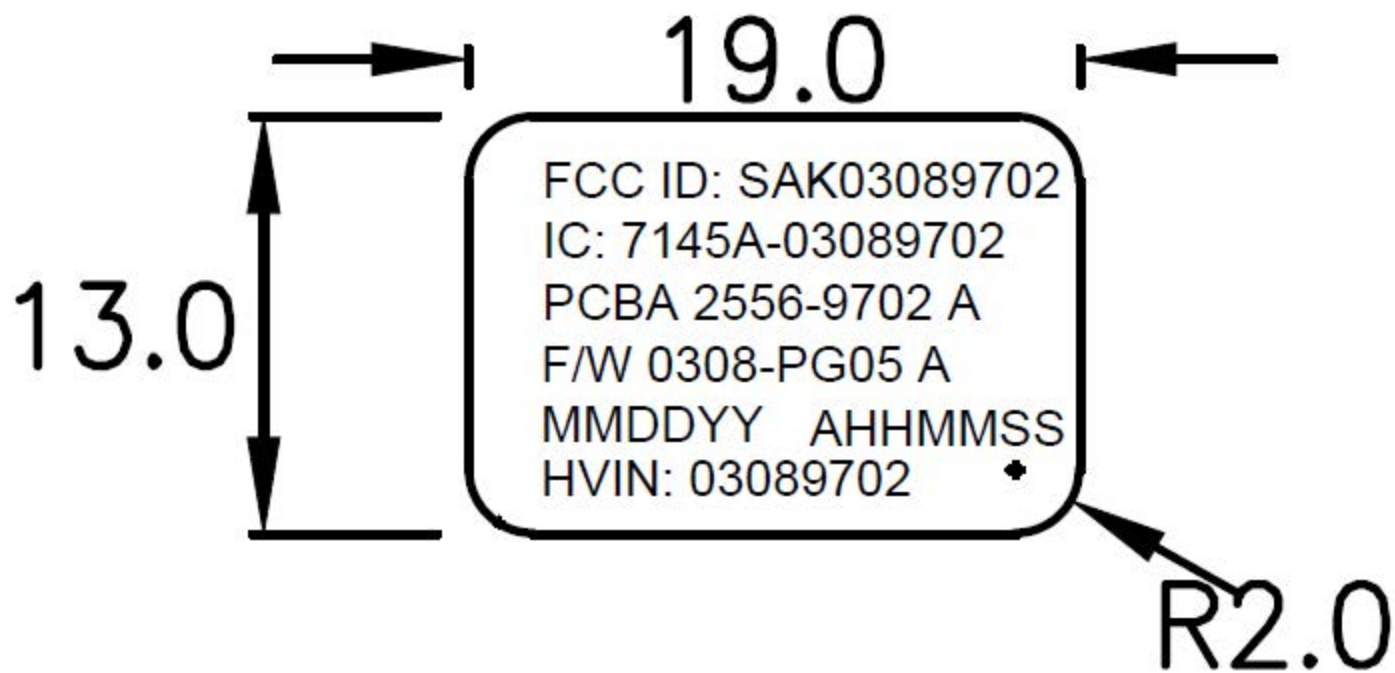 19.0
13.0
FCC ID: SAK03089702
IC: 7145A-03089702
PCBA 2556-9702 A
F/W 0308-PG05 A
MMDDYY AHHMMSS
HVIN: 03089702
R2.0